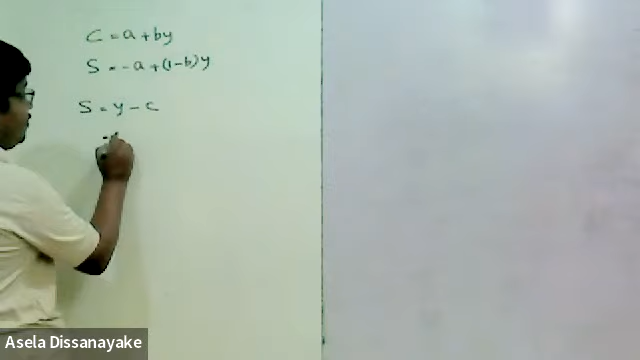 C = a + by
S = -a + (1-b)y
S = y - c
=
Asela Dissanayake